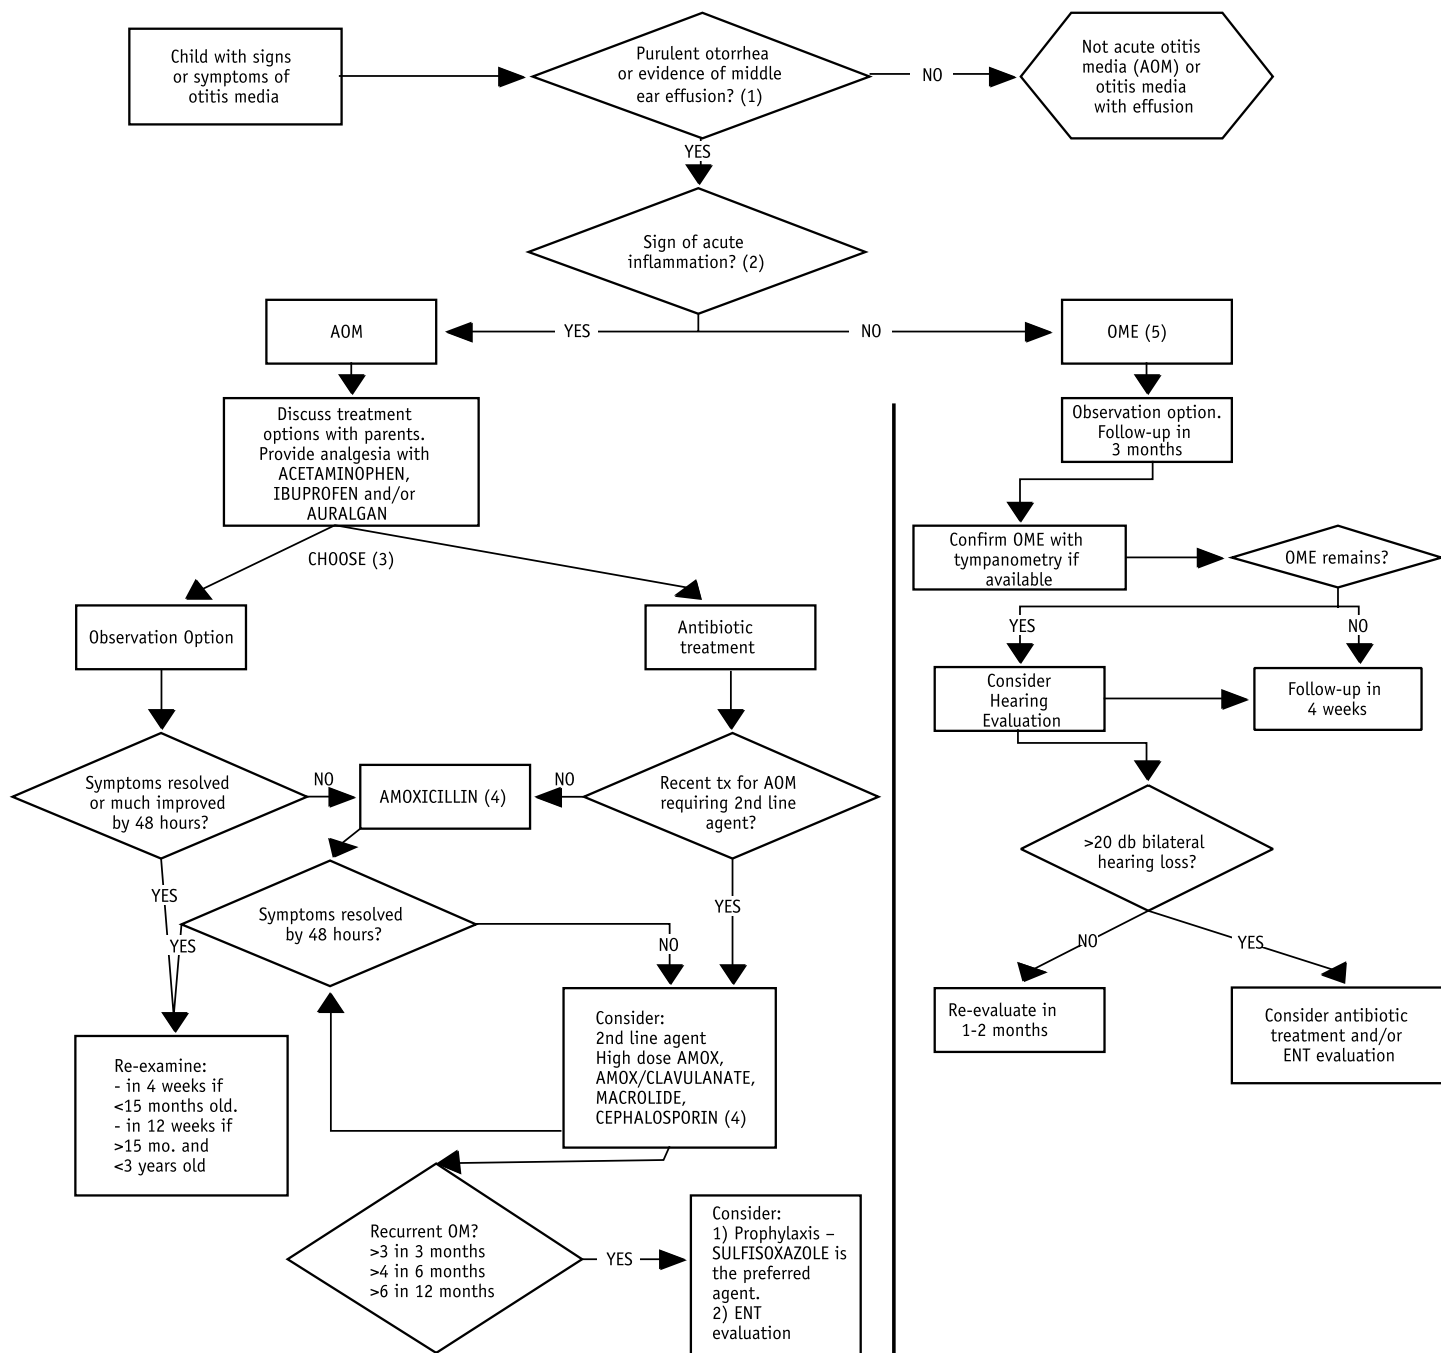 Child with signs
or symptoms of
otitis media
Purulent otorrhea
or evidence of middle
ear effusion? (1)
NO
Not acute otitis
media (AOM) or
otitis media
with effusion
YES
Sign of acute
inflammation? (2)
AOM
YES
NO
OME (5)
Discuss treatment
options with parents.
Provide analgesia with
ACETAMINOPHEN,
IBUPROFEN and/or
AURALGAN
CHOOSE (3)
Observation Option
Antibiotic
treatment
Symptoms resolved
or much improved
by 48 hours?
NO
AMOXICILLIN (4)
NO
Recent tx for AOM
requiring 2nd line
agent?
YES
YES
Symptoms resolved
by 48 hours?
NO
YES
Re-examine:
- in 4 weeks if
<15 months old.
- in 12 weeks if
>15 mo. and
<3 years old
Consider:
2nd line agent
High dose AMOX,
AMOX/CLAVULANATE,
MACROLIDE,
CEPHALOSPORIN (4)
Recurrent OM?
>3 in 3 months
>4 in 6 months
>6 in 12 months
YES
Consider:
1) Prophylaxis –
SULFISOXAZOLE is
the preferred
agent.
2) ENT
evaluation
Observation option.
Follow-up in
3 months
Confirm OME with
tympanometry if
available
OME remains?
YES
NO
Consider
Hearing
Evaluation
Follow-up in
4 weeks
>20 db bilateral
hearing loss?
NO
YES
Re-evaluate in
1-2 months
Consider antibiotic
treatment and/or
ENT evaluation